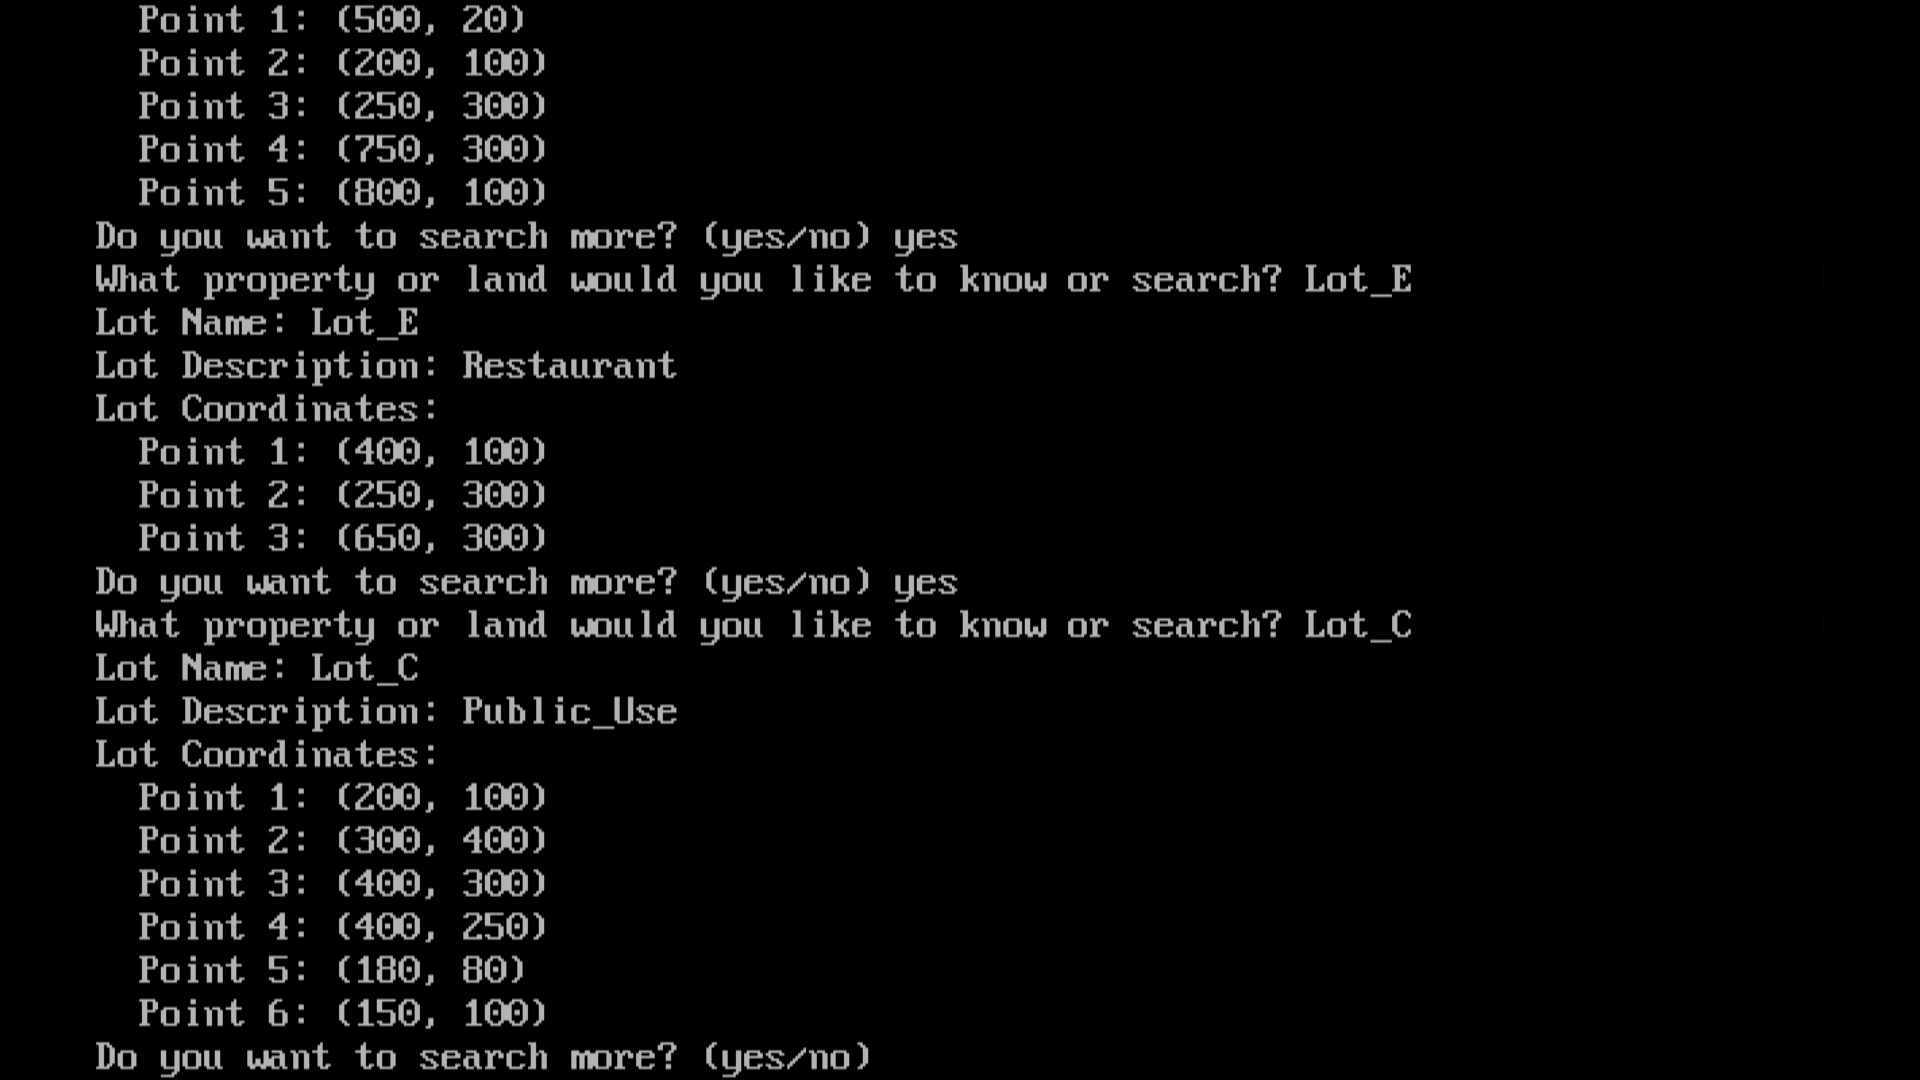 Point 1: (500, 20)
Point 2: (200, 100)
Point 3: (250, 300)
Point 4: (750, 300)
Point 5: (800, 100)
Do you want to search more? (yes/no) yes
What property or land would you like to know or search? Lot_E
Lot Name: Lot_E
Lot Description: Restaurant
Lot Coordinates:
Point 1: (400, 100)
Point 2: (250, 300)
Point 3: (650, 300)
Do you want to search more? (yes/no) yes
What property or land would you like to know or search? Lot_C
Lot Name: Lot_C
Lot Description: Public_Use
Lot Coordinates:
Point 1: (200, 100)
Point 2: (300, 400)
Point 3: (400, 300)
Point 4: (400, 250)
Point 5: (180, 80)
Point 6: (150, 100)
Do you want to search more? (yes/no)